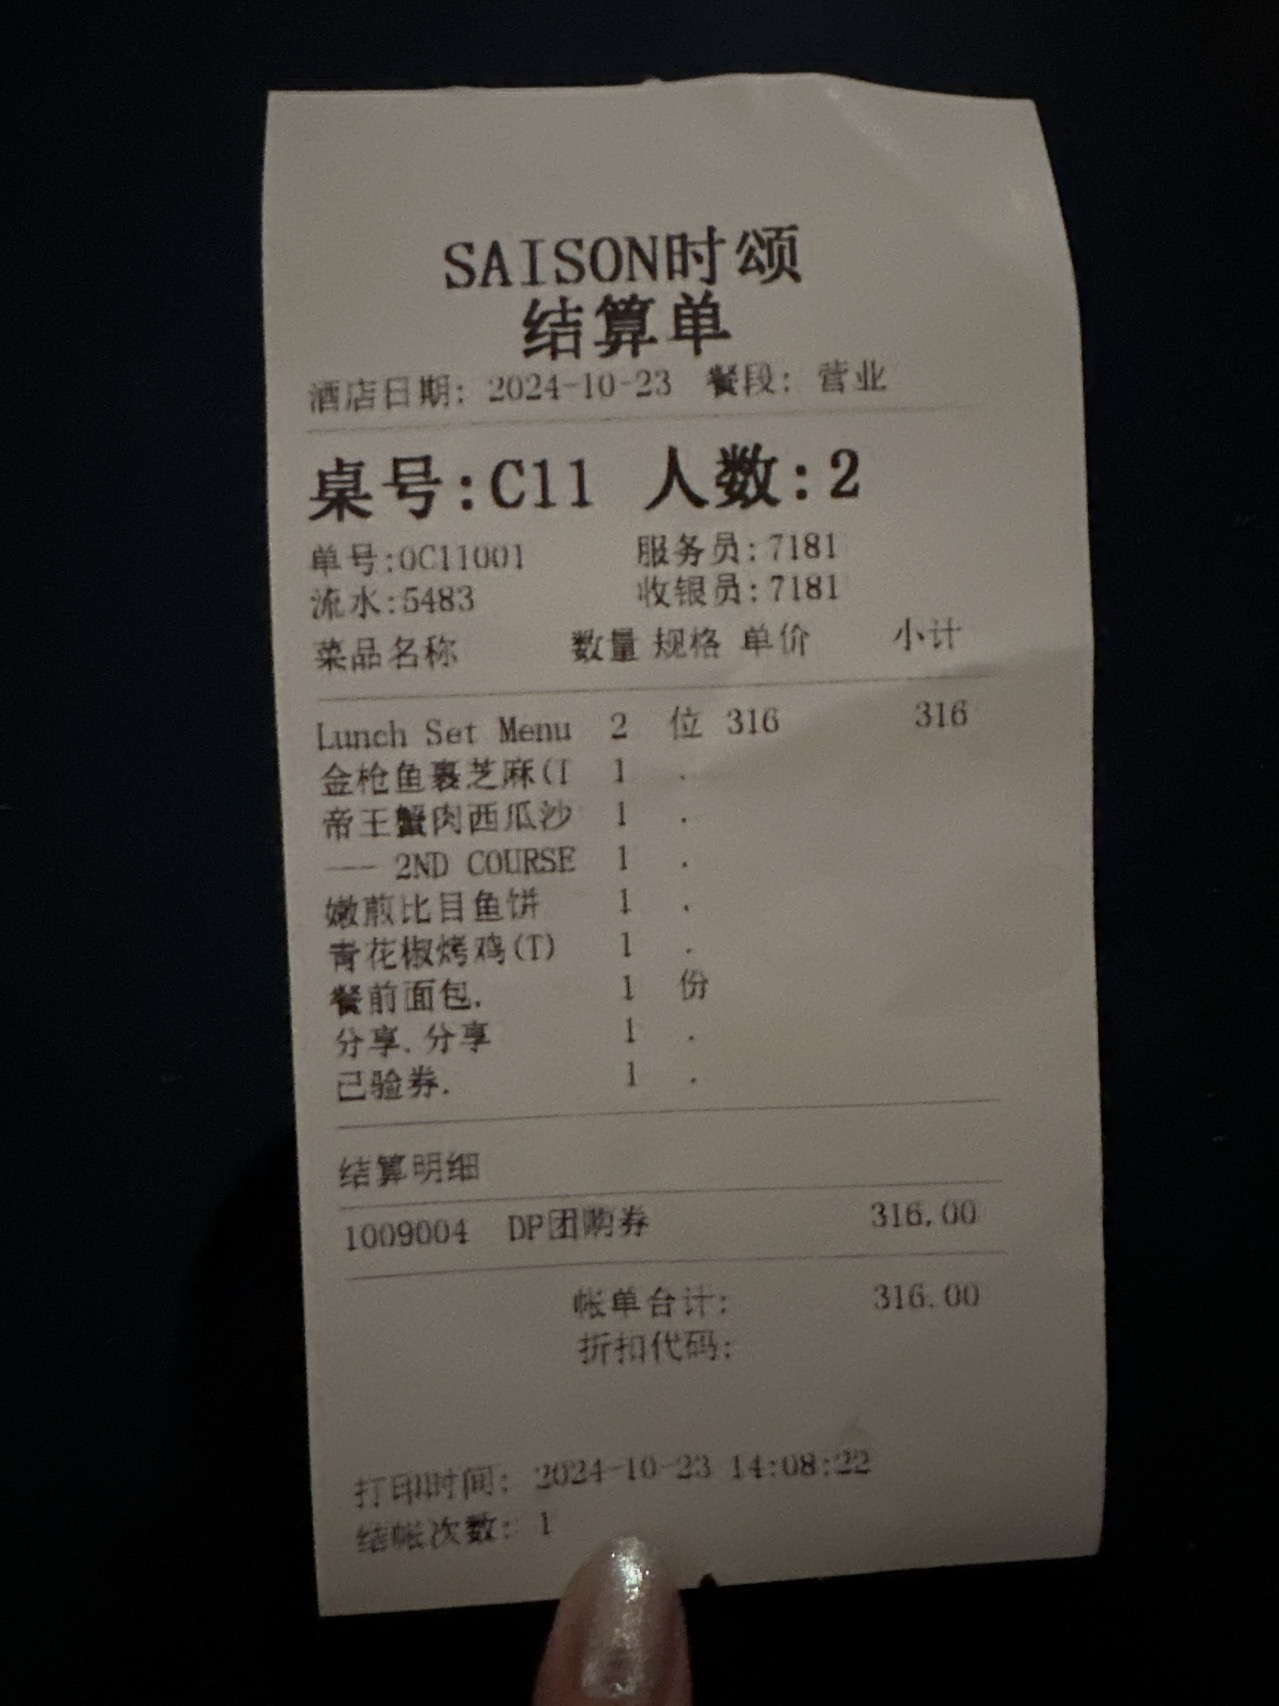 SAISON时颂
结算单
酒店日期: 2024-10-23 餐段: 营业
桌号:C11 人数:2
单号:0C11001 服务员:7181
流水:5483 收银员:7181
菜品名称 数量 规格 单价 小计
Lunch Set Menu 2 位 316 316
金枪鱼裹芝麻(T 1 .
帝王蟹肉西瓜沙 1 .
--- 2ND COURSE 1 .
嫩煎比目鱼饼 1 .
青花椒烤鸡(T) 1 .
餐前面包. 1 份
分享.分享 1 .
已验券. 1 .
结算明细
1009004 DP团购券 316.00
帐单合计: 316.00
折扣代码:
打印时间: 2024-10-23 14:08:22
结帐次数: 1